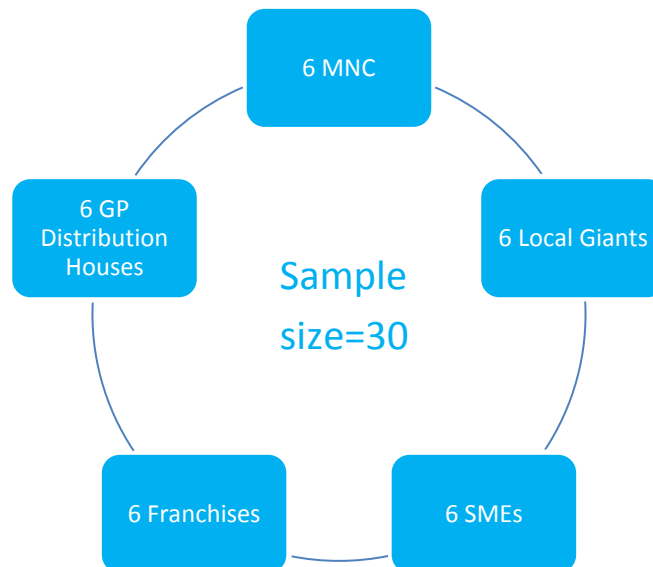 6 MNC
6 GP
Distribution
Houses
6 Local Giants
Sample
size=30
6 Franchises
6 SMEs